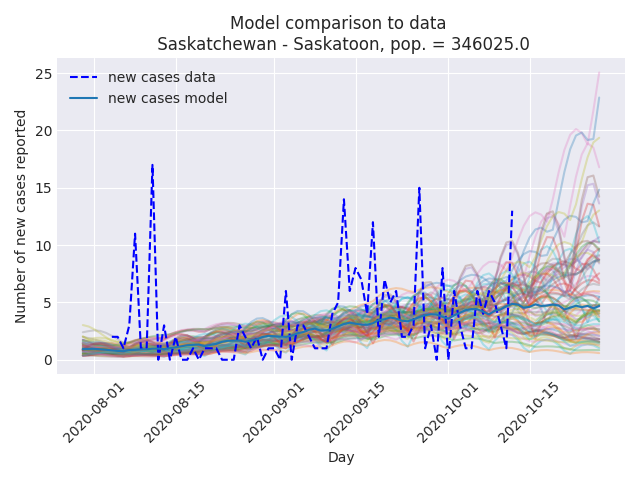 Model comparison to data
Saskatchewan - Saskatoon, pop. = 346025.0
new cases data
new cases model
Number of new cases reported
25
20
15
10
5
0
2020-08-01
2020-08-15
2020-09-01
2020-09-15
2020-10-01
2020-10-15
Day